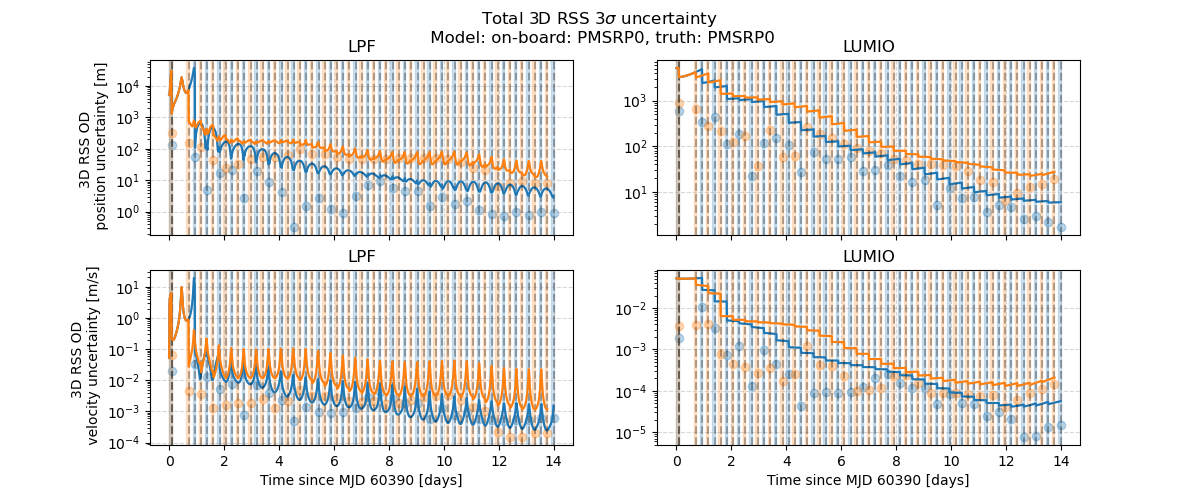 Total 3D RSS 3σ uncertainty
Model: on-board: PMSRP0, truth: PMSRP0
LPF
LUMIO
3D RSS OD
position uncertainty [m]
10⁴
10³
10²
10¹
10⁰
10³
10²
10¹
LPF
LUMIO
3D RSS OD
velocity uncertainty [m/s]
10¹
10⁰
10⁻¹
10⁻²
10⁻³
10⁻⁴
10⁻²
10⁻³
10⁻⁴
10⁻⁵
0 2 4 6 8 10 12 14
0 2 4 6 8 10 12 14
Time since MJD 60390 [days]
Time since MJD 60390 [days]